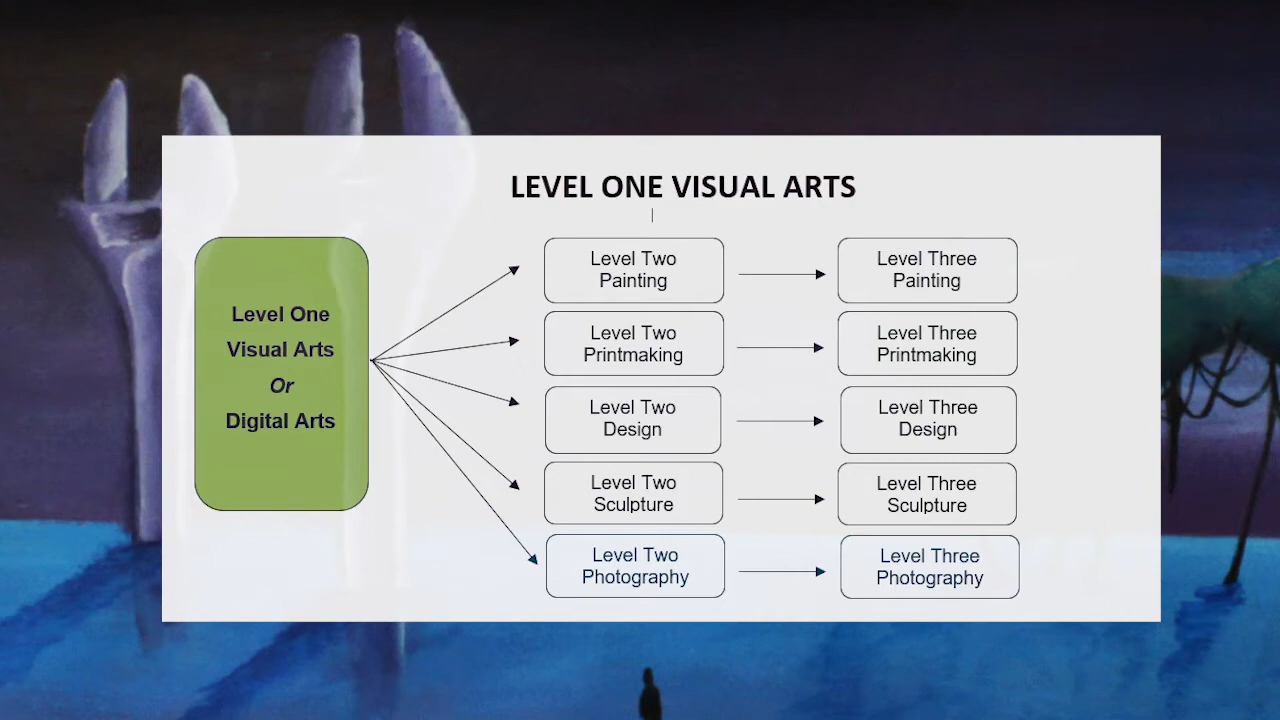 LEVEL ONE VISUAL ARTS
Level One
Visual Arts
Or
Digital Arts
Level Two
Painting
Level Three
Painting
Level Two
Printmaking
Level Three
Printmaking
Level Two
Design
Level Three
Design
Level Two
Sculpture
Level Three
Sculpture
Level Two
Photography
Level Three
Photography